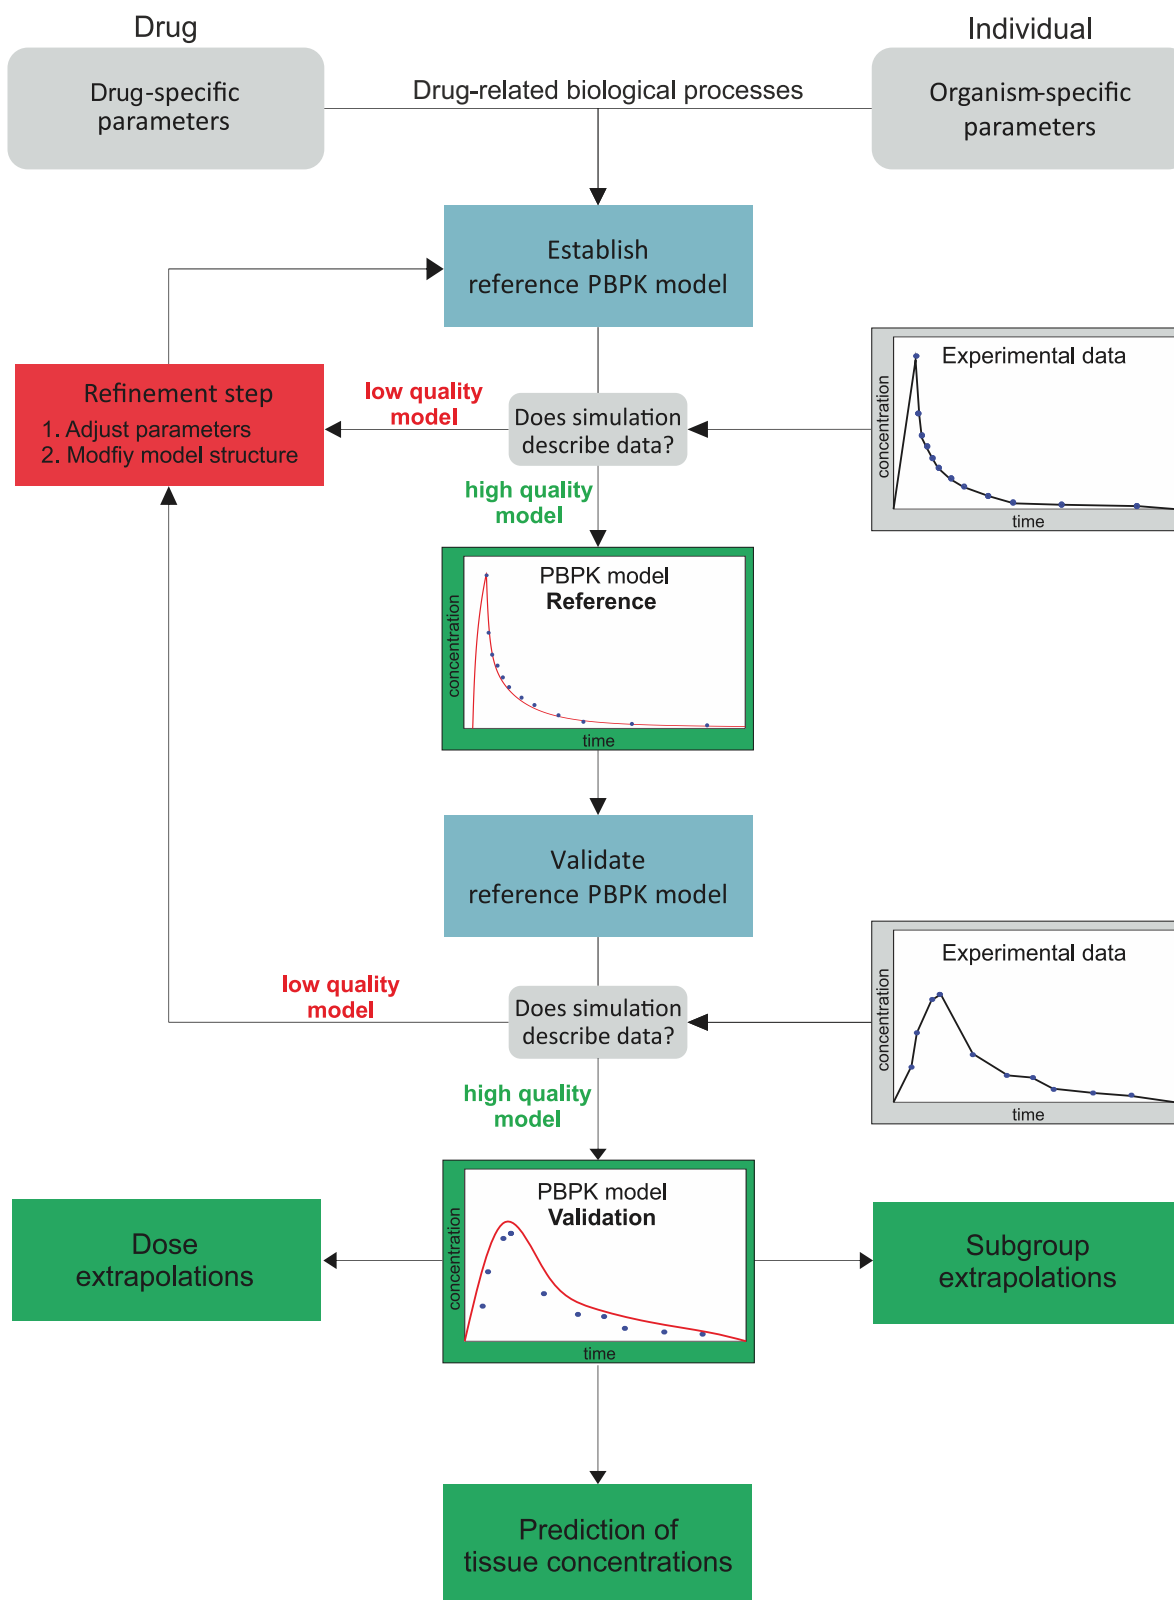 Drug
Individual
Drug-specific
parameters
Drug-related biological processes
Organism-specific
parameters
Establish
reference PBPK model
Experimental data
concentration
time
Refinement step
1. Adjust parameters
2. Modfiy model structure
low quality
model
Does simulation
describe data?
high quality
model
PBPK model
Reference
concentration
time
Validate
reference PBPK model
Experimental data
concentration
time
low quality
model
Does simulation
describe data?
high quality
model
PBPK model
Validation
concentration
time
Dose
extrapolations
Subgroup
extrapolations
Prediction of
tissue concentrations